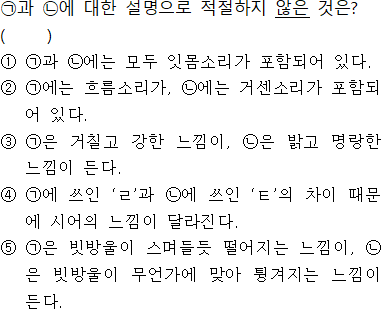 ㉠과 ㉡에 대한 설명으로 적절하지 않은 것은?
(      )
① ㉠과 ㉡에는 모두 잇몸소리가 포함되어 있다.
② ㉠에는 흐름소리가, ㉡에는 거센소리가 포함되
어 있다.
③ ㉠은 거칠고 강한 느낌이, ㉡은 밝고 명랑한
느낌이 든다.
④ ㉠에 쓰인 ‘ㄹ’과 ㉡에 쓰인 ‘ㅌ’의 차이 때문
에 시어의 느낌이 달라진다.
⑤ ㉠은 빗방울이 스며들듯 떨어지는 느낌이, ㉡
은 빗방울이 무언가에 맞아 튕겨지는 느낌이
든다.